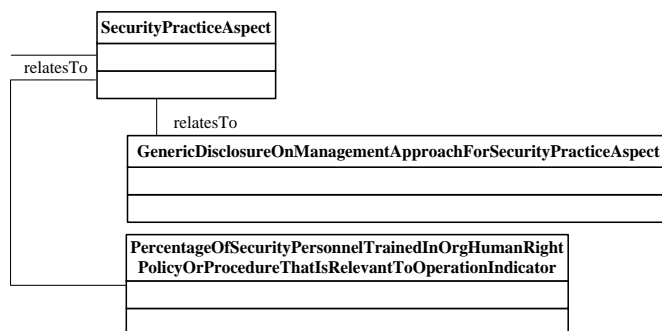 SecurityPracticeAspect
relatesTo
relatesTo
GenericDisclosureOnManagementApproachForSecurityPracticeAspect
PercentageOfSecurityPersonnelTrainedInOrgHumanRight
PolicyOrProcedureThatIsRelevantToOperationIndicator